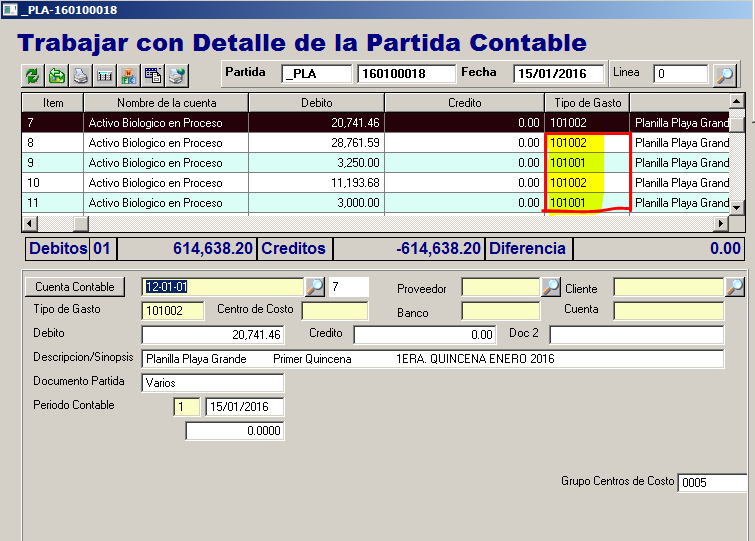 _PLA-160100018
Trabajar con Detalle de la Partida Contable
Partida _PLA 160100018 Fecha 15/01/2016 Linea 0
Item Nombre de la cuenta Debito Credito Tipo de Gasto
7 Activo Biologico en Proceso 20,741.46 0.00 101002 Planilla Playa Grand
8 Activo Biologico en Proceso 28,761.59 0.00 101002 Planilla Playa Grand
9 Activo Biologico en Proceso 3,250.00 0.00 101001 Planilla Playa Grand
10 Activo Biologico en Proceso 11,193.68 0.00 101002 Planilla Playa Grand
11 Activo Biologico en Proceso 3,000.00 0.00 101001 Planilla Playa Grand
Debitos 01 614,638.20 Creditos -614,638.20 Diferencia 0.00
Cuenta Contable 12-01-01 7 Proveedor Cliente
Tipo de Gasto 101002 Centro de Costo Banco Cuenta
Debito 20,741.46 Credito 0.00 Doc 2
Descripcion/Sinopsis Planilla Playa Grande Primer Quincena 1ERA. QUINCENA ENERO 2016
Documento Partida Varios
Periodo Contable 1 15/01/2016
0.0000
Grupo Centros de Costo 0005